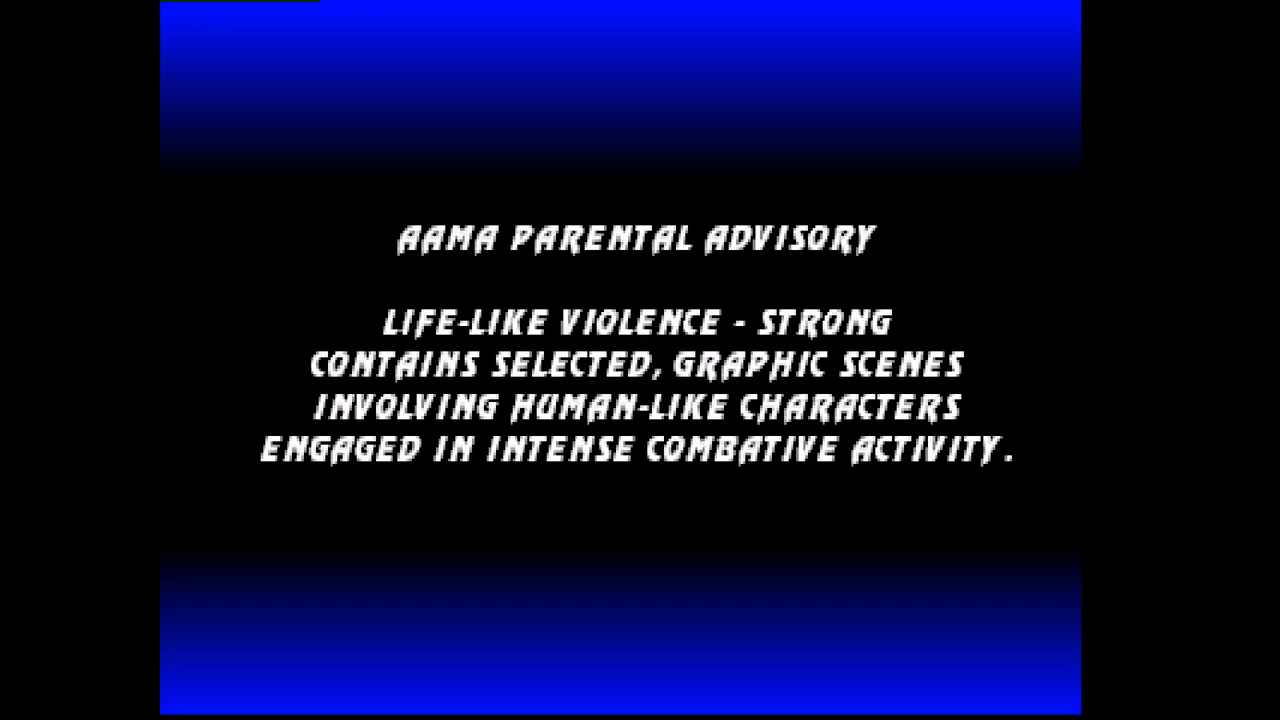 AAMA PARENTAL ADVISORY
LIFE-LIKE VIOLENCE - STRONG
CONTAINS SELECTED, GRAPHIC SCENES
INVOLVING HUMAN-LIKE CHARACTERS
ENGAGED IN INTENSE COMBATIVE ACTIVITY.